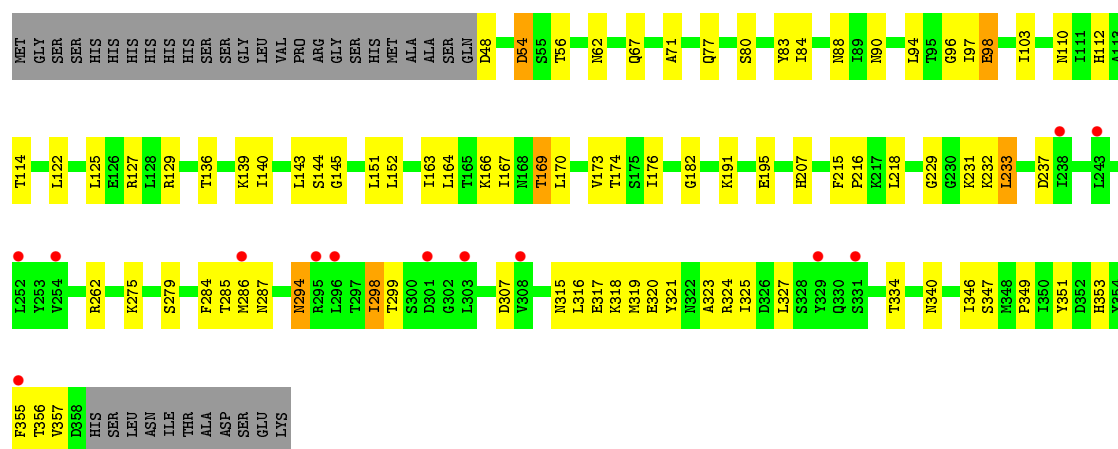 MET GLY SER SER HIS HIS HIS HIS HIS HIS SER SER GLY LEU VAL PRO ARG GLY SER HIS MET ALA ALA SER GLN D48 D54 S55 T56 N62 Q67 A71 Q77 S80 Y83 I84 N88 I89 N90 L94 T95 G96 I97 E98 I103 N110 I111 H112 A113
T114 L122 L125 E126 R127 L128 R129 T136 K139 I140 L143 S144 G145 L151 L152 I163 L164 T165 K166 I167 N168 T169 L170 V173 T174 S175 I176 G182 K191 E195 H207 F215 P216 K217 L218 G229 G230 K231 K232 L233 D237 I238 L243
L252 Y253 V254 R262 K275 S279 F284 T285 M286 N287 N294 R295 L296 T297 I298 T299 S300 D301 G302 L303 D307 V308 N315 L316 E317 K318 M319 E320 Y321 N322 A323 R324 I325 D326 L327 S328 Y329 Q330 S331 T334 N340 I346 S347 M348 P349 I350 Y351 D352 H353 Y354
F355 T356 V357 D358 HIS SER LEU ASN ILE THR ALA ASP SER GLU LYS